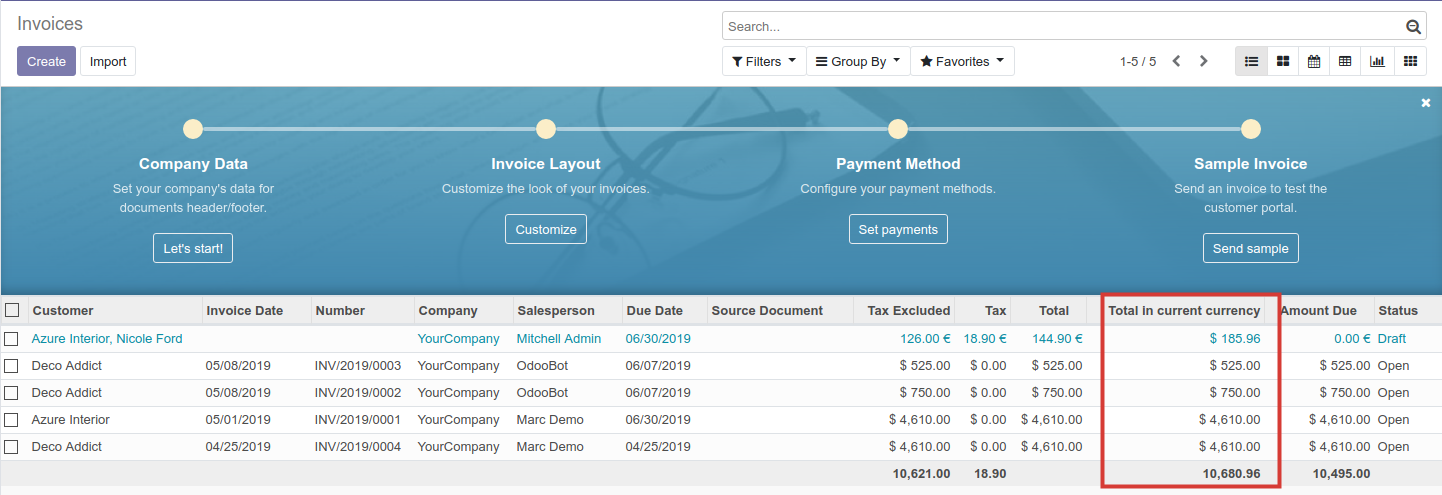 Invoices
Search...
Create Import
Filters Group By Favorites 1-5 / 5
Company Data Invoice Layout Payment Method Sample Invoice
Set your company's data for Customize the look of your invoices. Configure your payment methods. Send an invoice to test the
documents header/footer. customer portal.
Customize Set payments
Let's start! Send sample
Customer Invoice Date Number Company Salesperson Due Date Source Document Tax Excluded Tax Total Total in current currency Amount Due Status
Azure Interior, Nicole Ford YourCompany Mitchell Admin 06/30/2019 126.00 € 18.90 € 144.90 € $ 185.96 0.00 € Draft
Deco Addict 05/08/2019 INV/2019/0003 YourCompany OdooBot 06/07/2019 $ 525.00 $ 0.00 $ 525.00 $ 525.00 $ 525.00 Open
Deco Addict 05/08/2019 INV/2019/0002 YourCompany OdooBot 06/07/2019 $ 750.00 $ 0.00 $ 750.00 $ 750.00 $ 750.00 Open
Azure Interior 05/01/2019 INV/2019/0001 YourCompany Marc Demo 06/30/2019 $ 4,610.00 $ 0.00 $ 4,610.00 $ 4,610.00 $ 4,610.00 Open
Deco Addict 04/25/2019 INV/2019/0004 YourCompany Marc Demo 04/25/2019 $ 4,610.00 $ 0.00 $ 4,610.00 $ 4,610.00 $ 4,610.00 Open
10,621.00 18.90 10,680.96 10,495.00